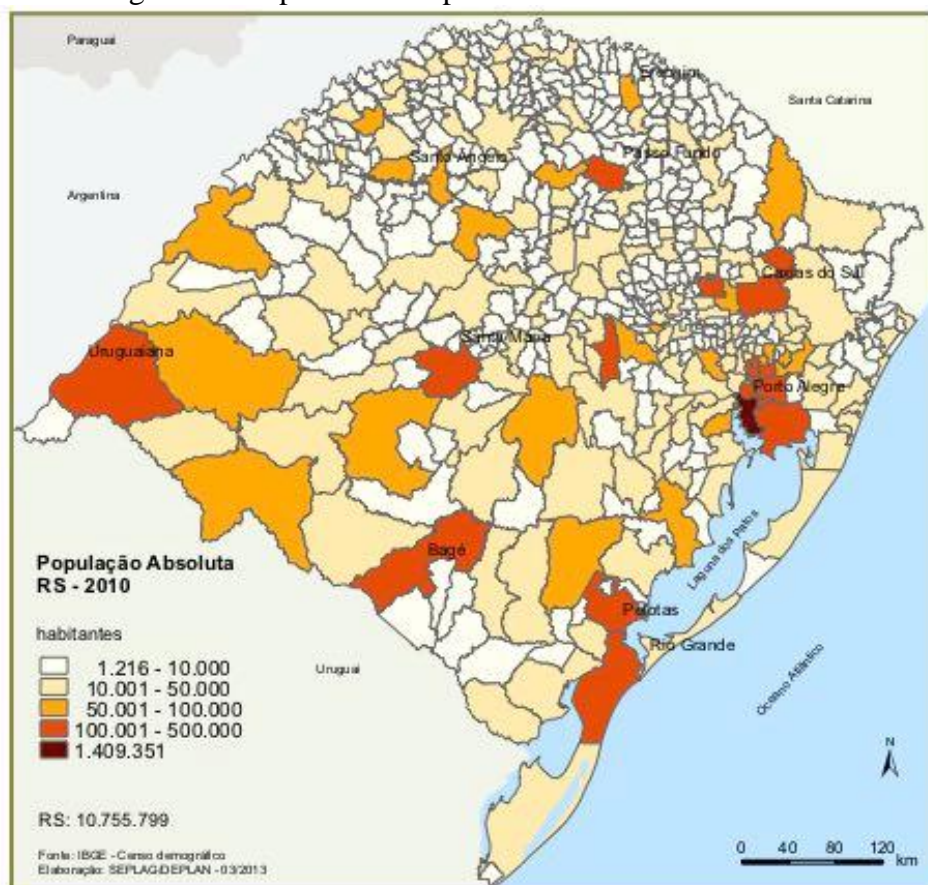 Paraguai
Erechim
Santa Catarina
Santo Ângelo
Passo Fundo
Argentina
Caxias do Sul
Uruguaiana
Santa Maria
Porto Alegre
Laguna dos Patos
Bagé
População Absoluta
RS - 2010
Pelotas
habitantes
Rio Grande
Oceano Atlântico
Uruguai
1.216 - 10.000
10.001 - 50.000
50.001 - 100.000
100.001 - 500.000
1.409.351
N
RS: 10.755.799
Fonte: IBGE - Censo demográfico
Elaboração: SEPLAG/DEPLAN - 03/2013
0 40 80 120
km